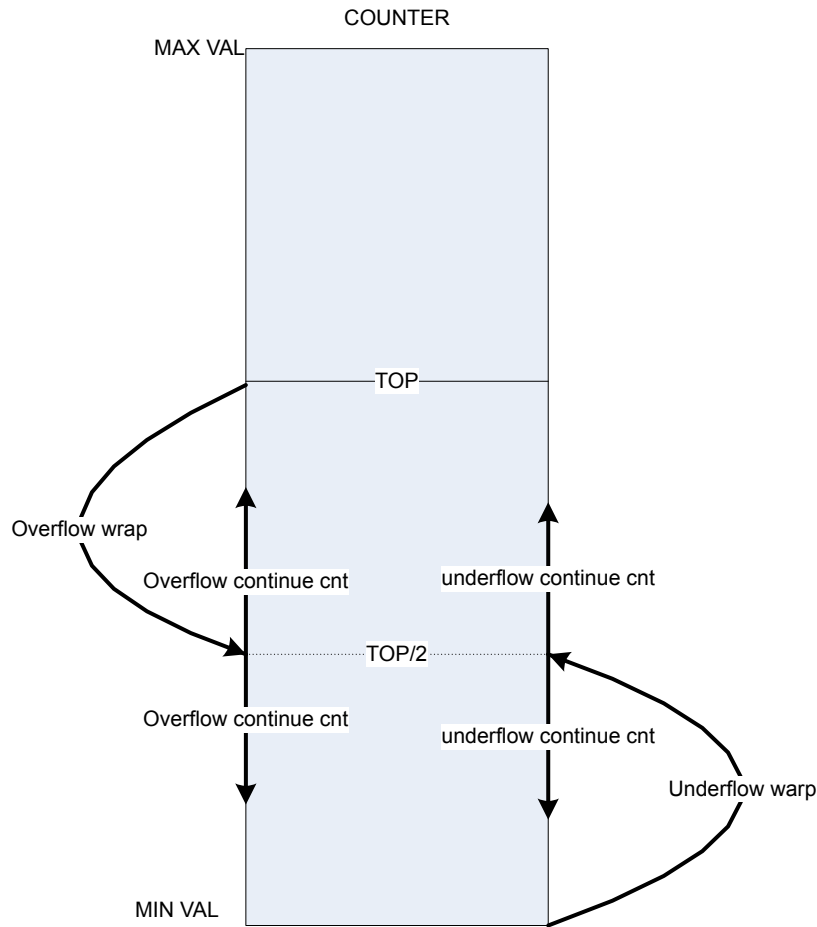 COUNTER
MAX VAL
TOP
Overflow wrap
Overflow continue cnt
underflow continue cnt
TOP/2
Overflow continue cnt
underflow continue cnt
Underflow warp
MIN VAL